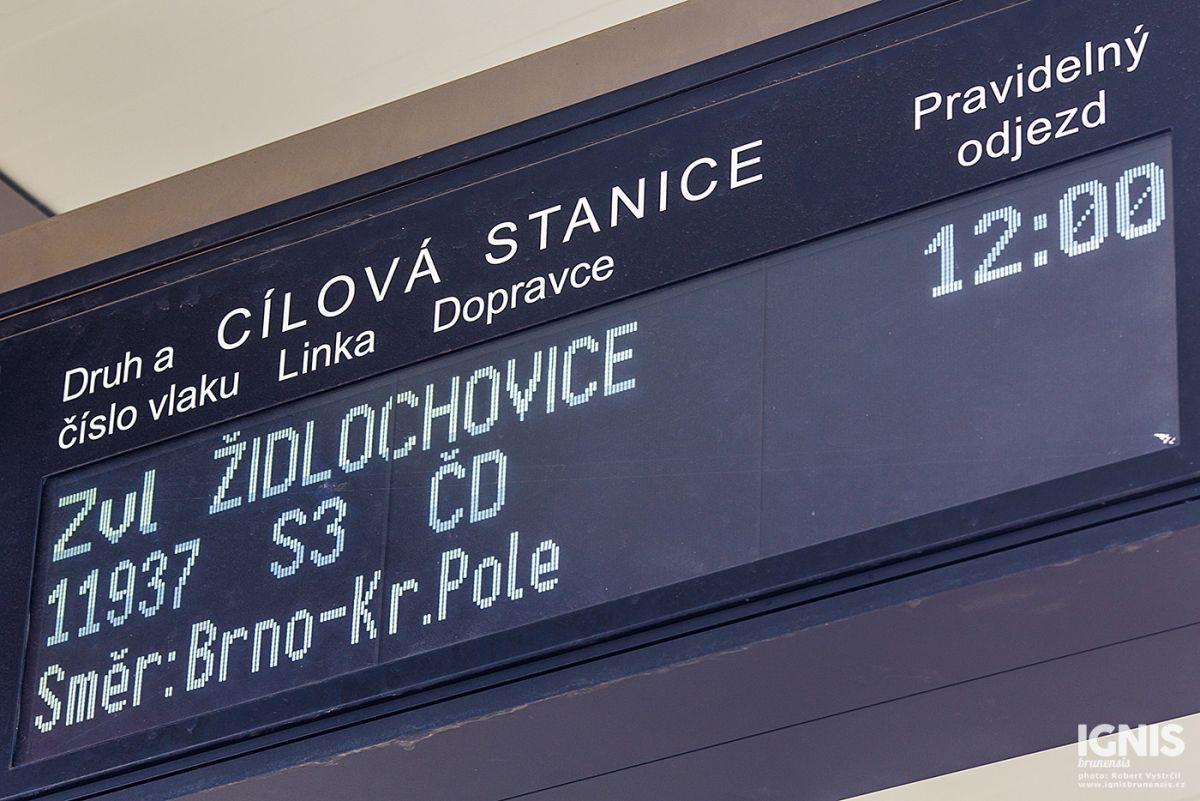 Druh a
číslo vlaku
CÍLOVÁ STANICE
Linka
Dopravce
Pravidelný
odjezd
Zvl ŽIDLOCHOVICE 12:00
11937 S3 ČD
Směr:Brno-Kr.Pole
IGNIS
brunensis
photo: Robert Vystrčil
www.ignisbrunensis.cz